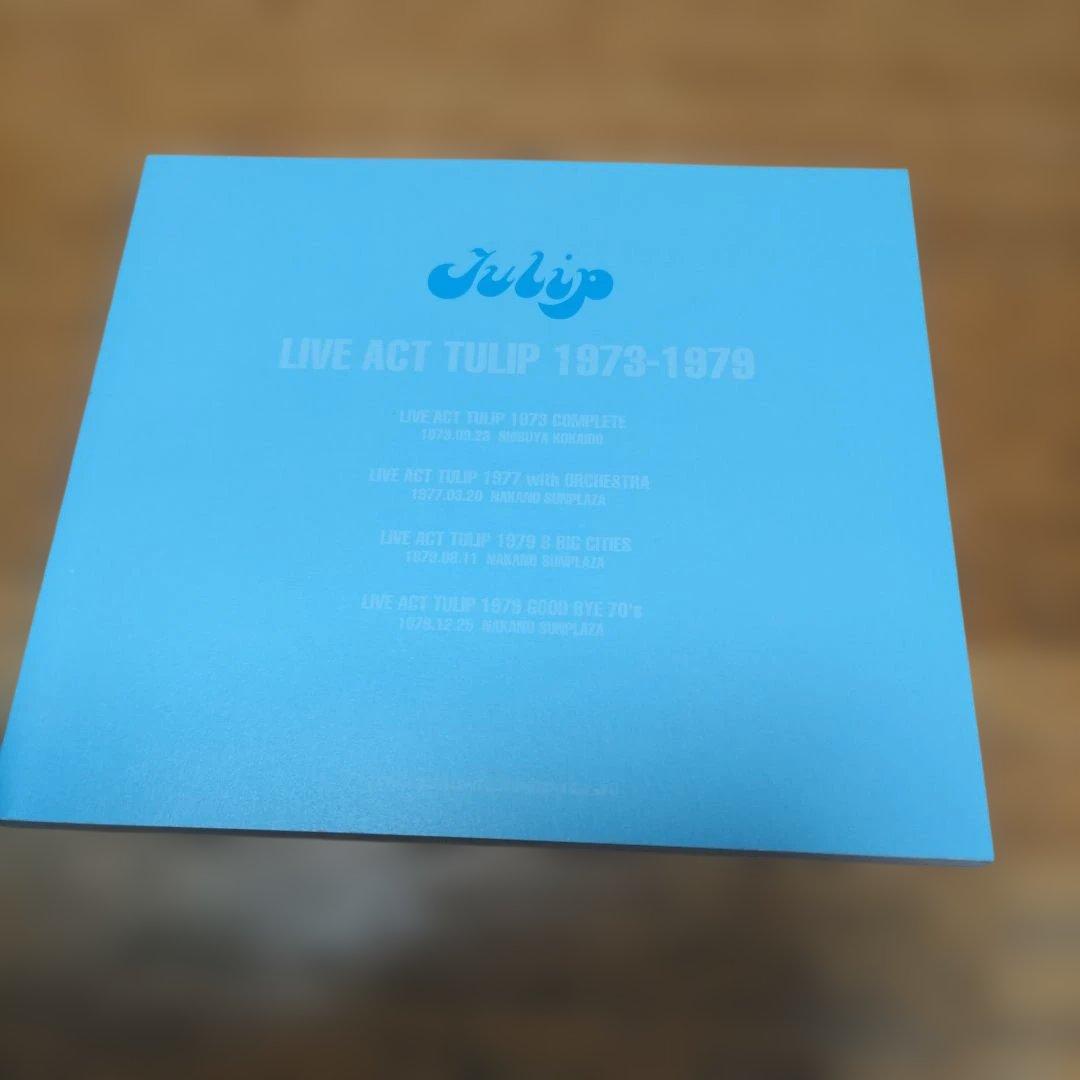 Tulip
LIVE ACT TULIP 1973-1979
LIVE ACT TULIP 1973 COMPLETE
1973.09.23 SHIBUYA KOKAIDO
LIVE ACT TULIP 1977 with ORCHESTRA
1977.03.20 NAKANO SUNPLAZA
LIVE ACT TULIP 1979 8 BIG CITIES
1979.08.11 NAKANO SUNPLAZA
LIVE ACT TULIP 1979 GOOD BYE 70's
1979.12.25 NAKANO SUNPLAZA